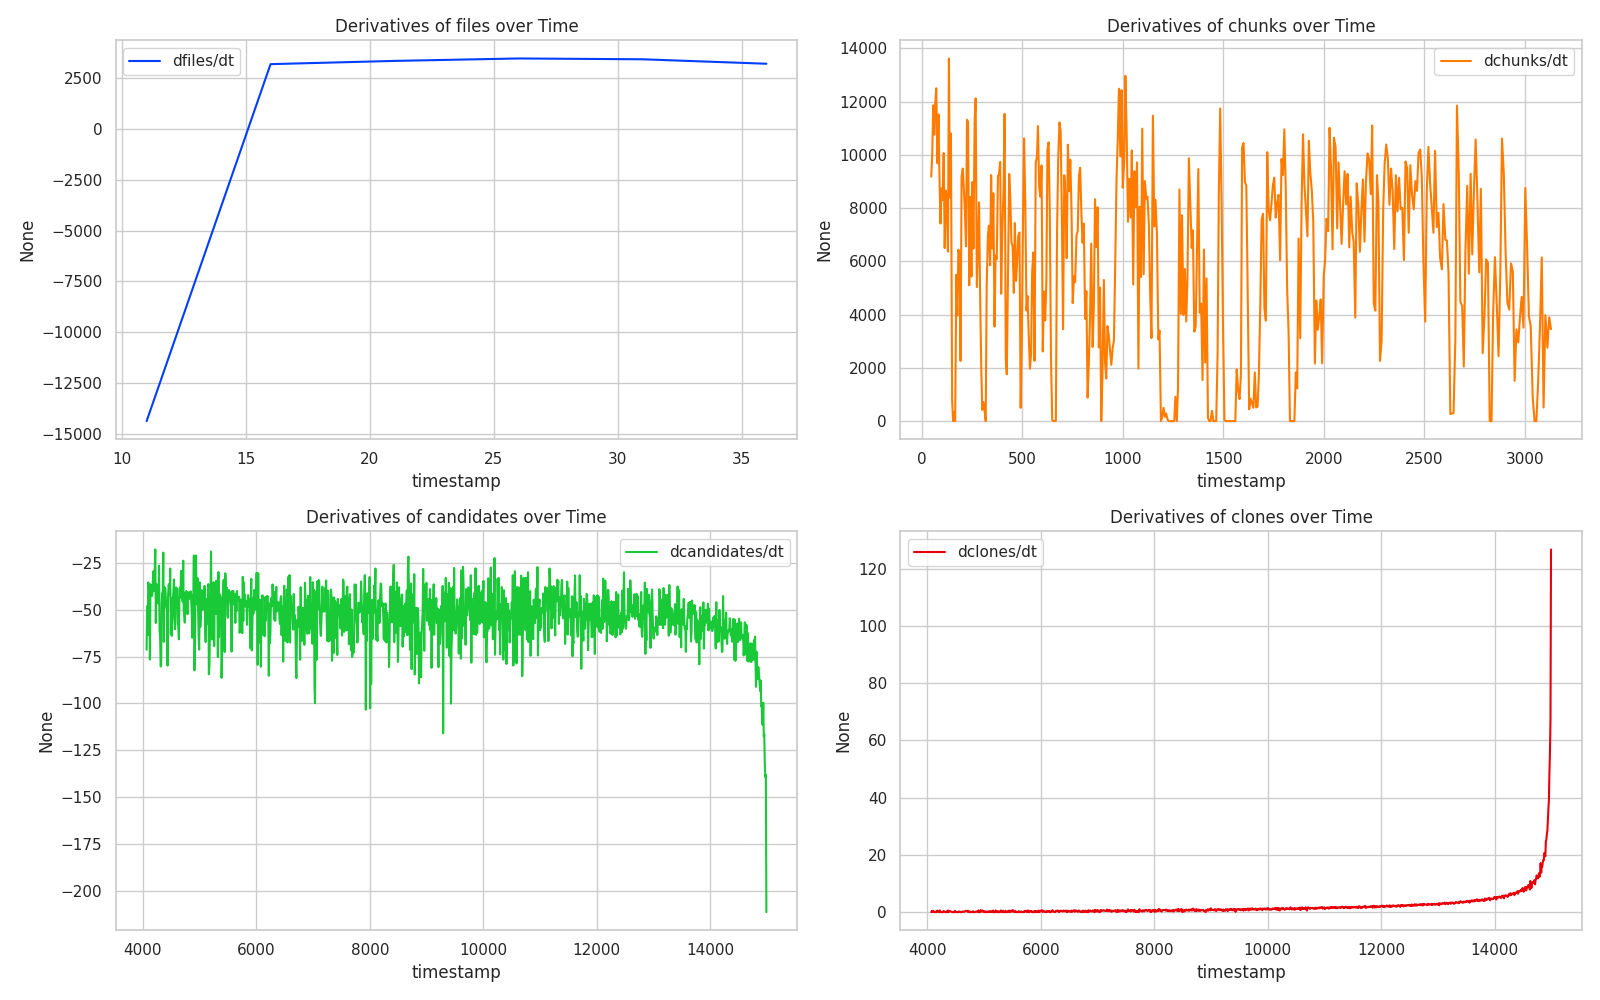 Derivatives of files over Time
dfiles/dt
2500
0
−2500
−5000
−7500
−10000
−12500
−15000
None
10 15 20 25 30 35
timestamp
Derivatives of chunks over Time
dchunks/dt
14000
12000
10000
8000
6000
4000
2000
0
None
0 500 1000 1500 2000 2500 3000
timestamp
Derivatives of candidates over Time
dcandidates/dt
−25
−50
−75
−100
−125
−150
−175
−200
None
4000 6000 8000 10000 12000 14000
timestamp
Derivatives of clones over Time
dclones/dt
120
100
80
60
40
20
0
None
4000 6000 8000 10000 12000 14000
timestamp